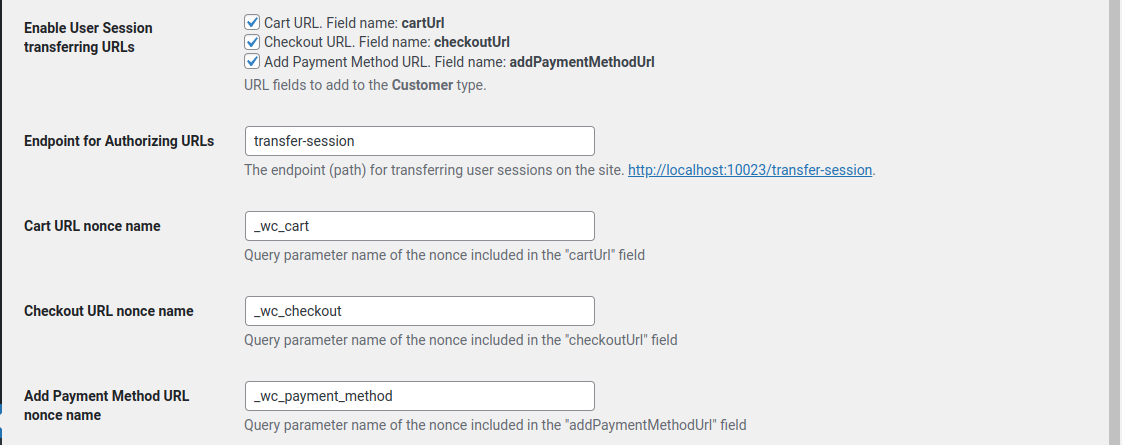 Enable User Session
transferring URLs
Cart URL. Field name: cartUrl
Checkout URL. Field name: checkoutUrl
Add Payment Method URL. Field name: addPaymentMethodUrl
URL fields to add to the Customer type.
Endpoint for Authorizing URLs
transfer-session
The endpoint (path) for transferring user sessions on the site. http://localhost:10023/transfer-session.
Cart URL nonce name
_wc_cart
Query parameter name of the nonce included in the "cartUrl" field
Checkout URL nonce name
_wc_checkout
Query parameter name of the nonce included in the "checkoutUrl" field
Add Payment Method URL
nonce name
_wc_payment_method
Query parameter name of the nonce included in the "addPaymentMethodUrl" field